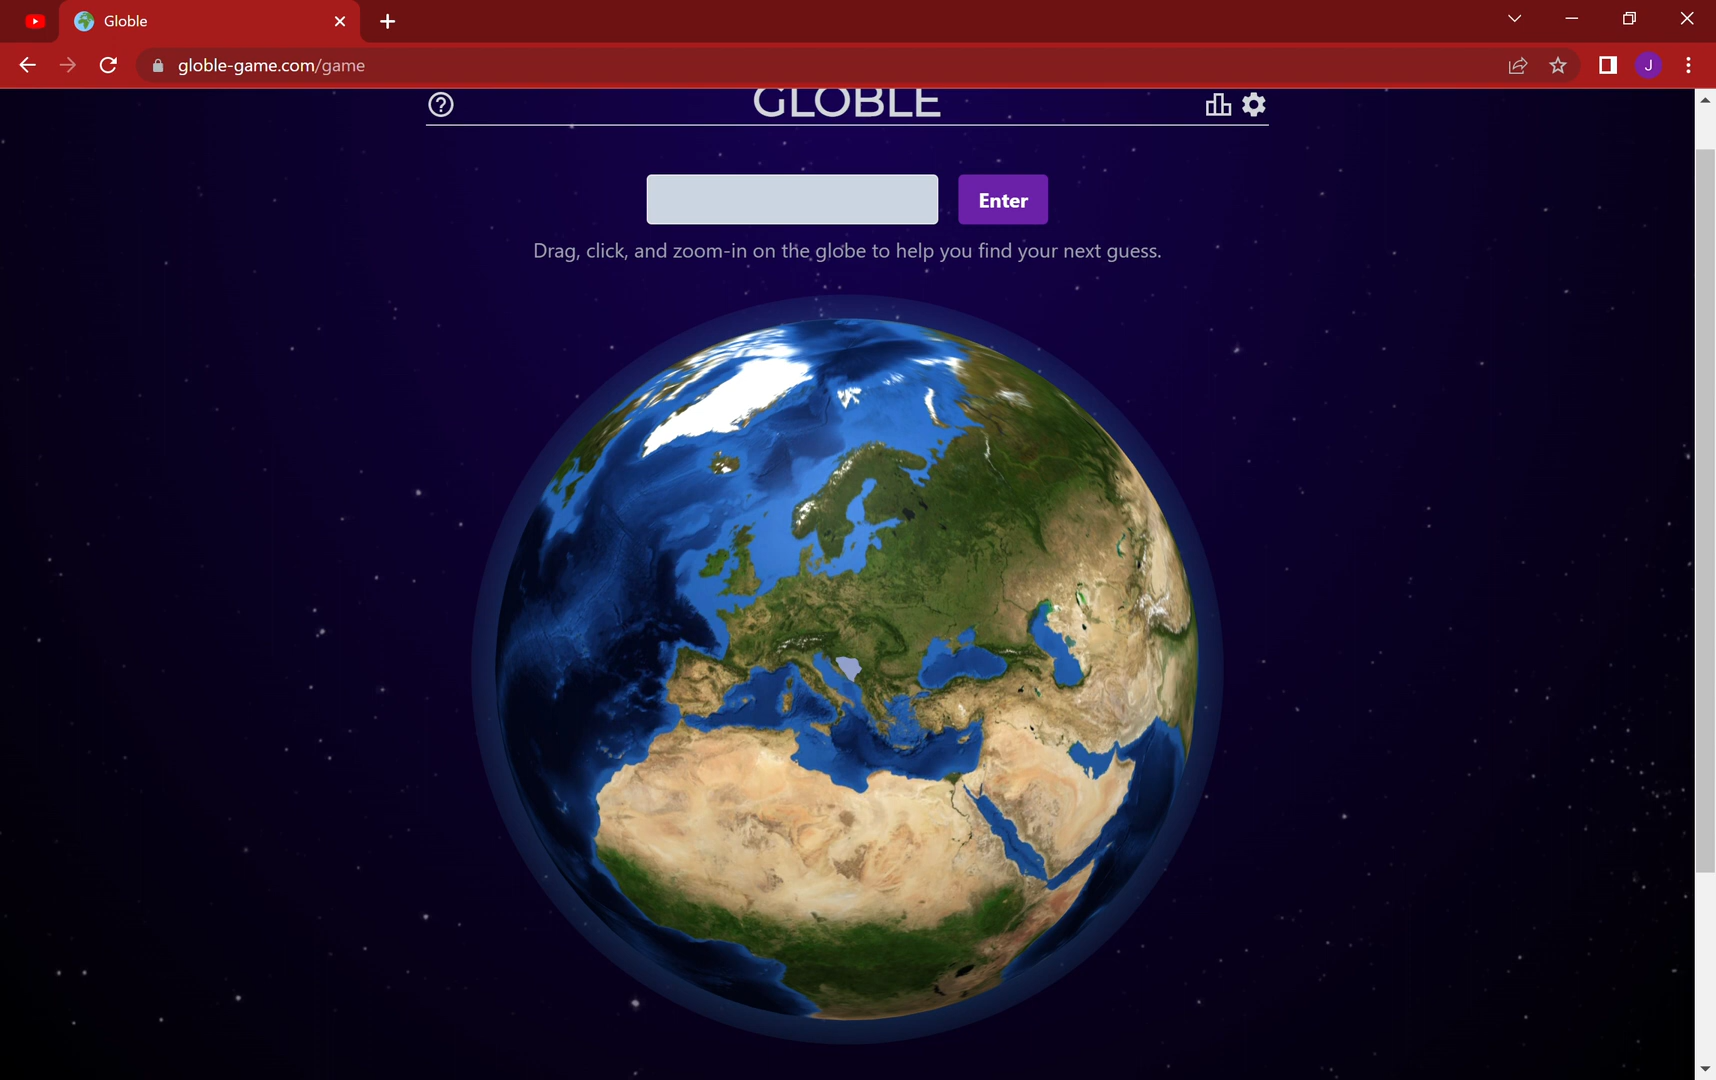 Globle
globle-game.com/game
J
GLOBLE
Enter
Drag, click, and zoom-in on the globe to help you find your next guess.